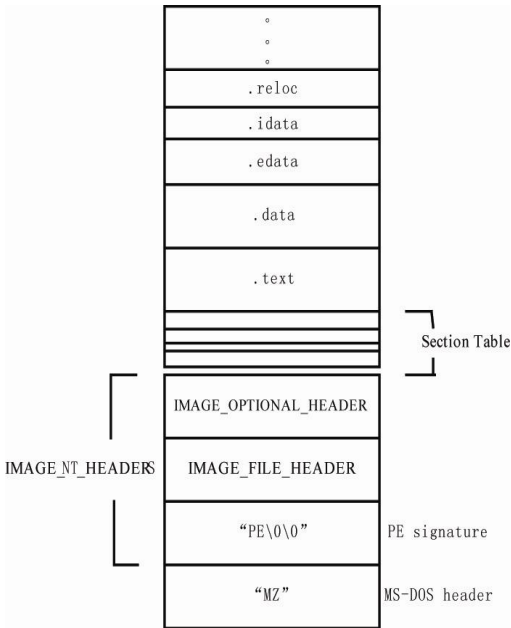 .reloc
.idata
.edata
.data
.text
Section Table
IMAGE_OPTIONAL_HEADER
IMAGE_NT_HEADERS
IMAGE_FILE_HEADER
“PE\0\0”
PE signature
“MZ”
MS-DOS header